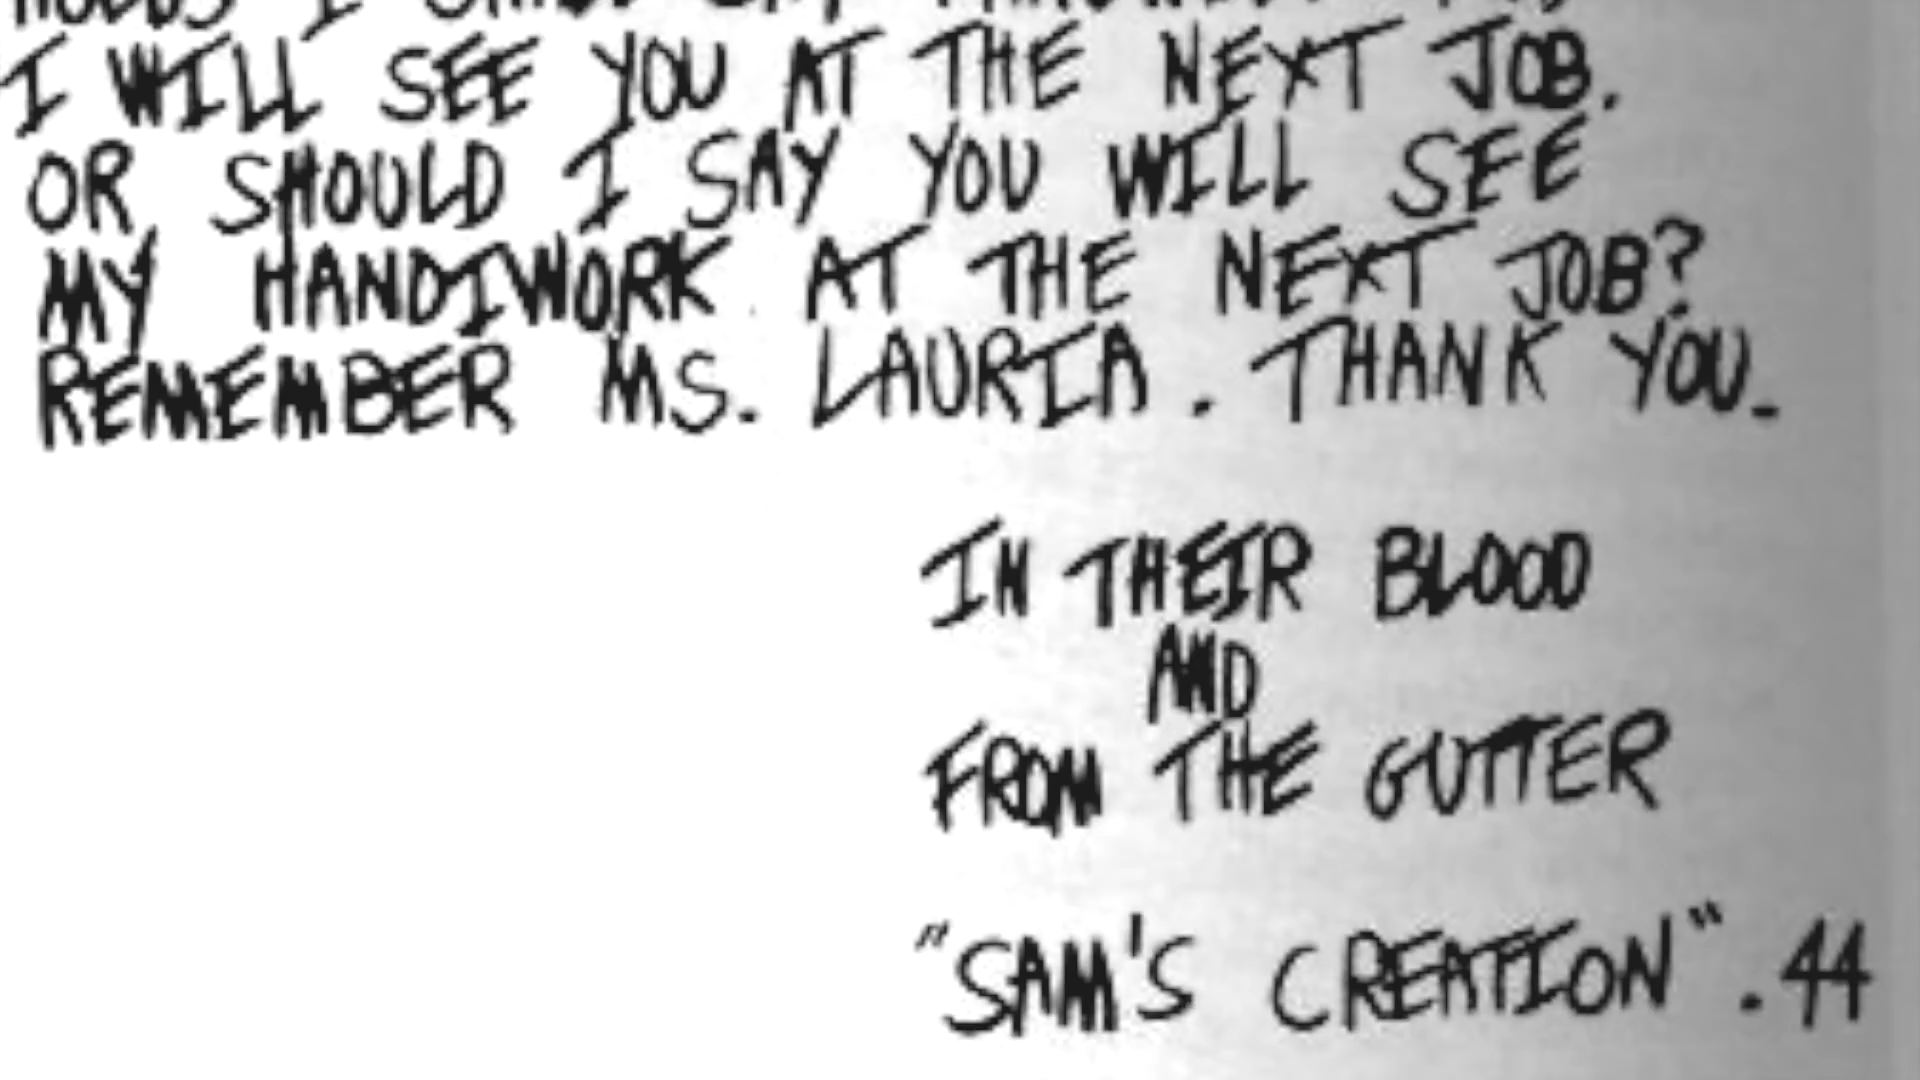 I WILL SEE YOU AT THE NEXT JOB.
OR SHOULD I SAY YOU WILL SEE
MY HANDIWORK AT THE NEXT JOB?
REMEMBER MS. LAURIA. THANK YOU.
IN THEIR BLOOD
AND
FROM THE GUTTER
"SAM'S CREATION" .44